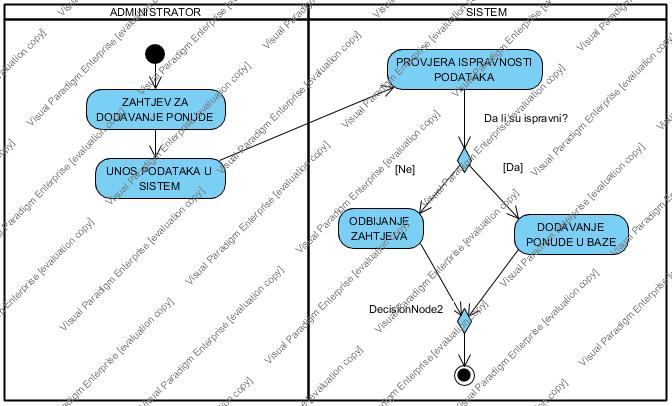 ADMINISTRATOR
SISTEM
ZAHTJEV ZA
DODAVANJE PONUDE
UNOS PODATAKA U
SISTEM
PROVJERA ISPRAVNOSTI
PODATAKA
Da li su ispravni?
[Ne]
[Da]
ODBIJANJE
ZAHTJEVA
DODAVANJE
PONUDE U BAZE
DecisionNode2
Visual Paradigm Enterprise [evaluation copy]